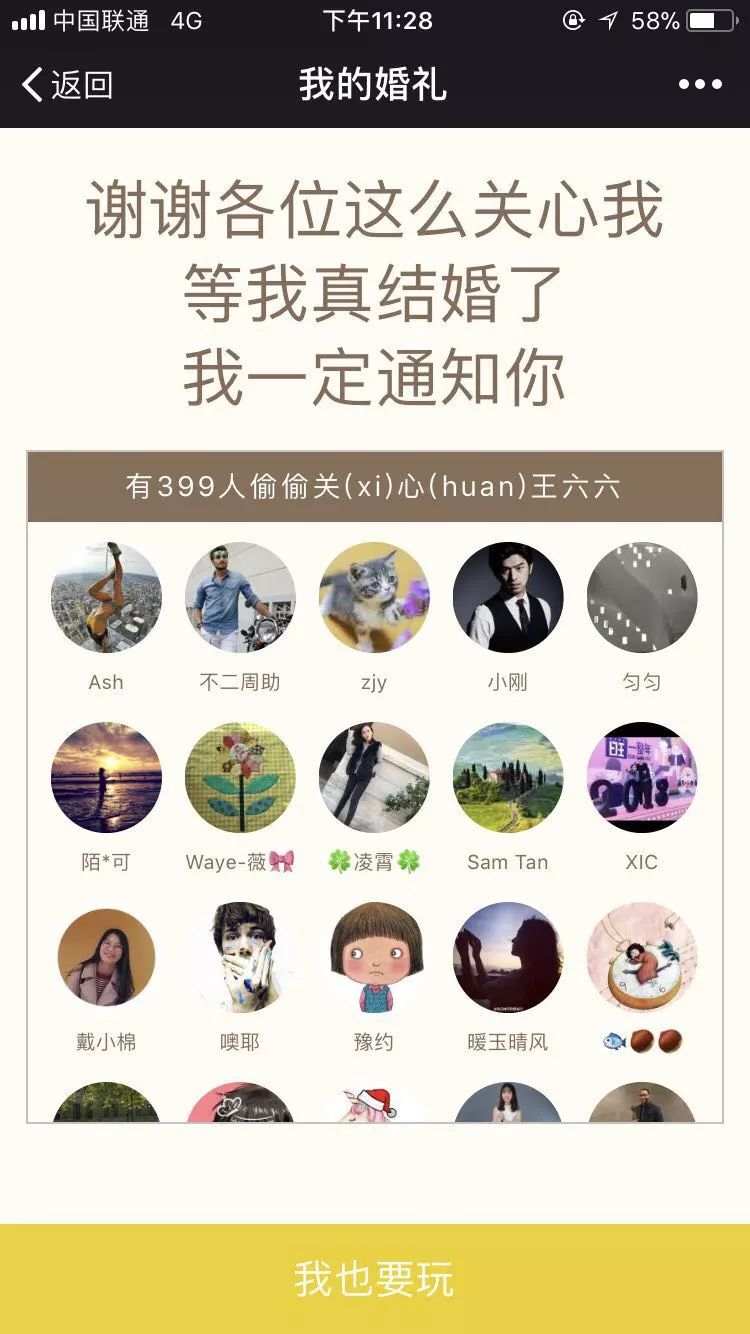 中国联通 4G 下午11:28 58%
返回 我的婚礼
谢谢各位这么关心我
等我真结婚了
我一定通知你
有399人偷偷关(xi)心(huan)王六六
Ash 不二周助 zjy 小刚 匀匀
旺
2018
陌*可 Waye-薇🎀 🍀凌霄🍀 Sam Tan XIC
戴小棉 噢耶 豫约 暖玉晴风 🐟🌰🌰
我也要玩